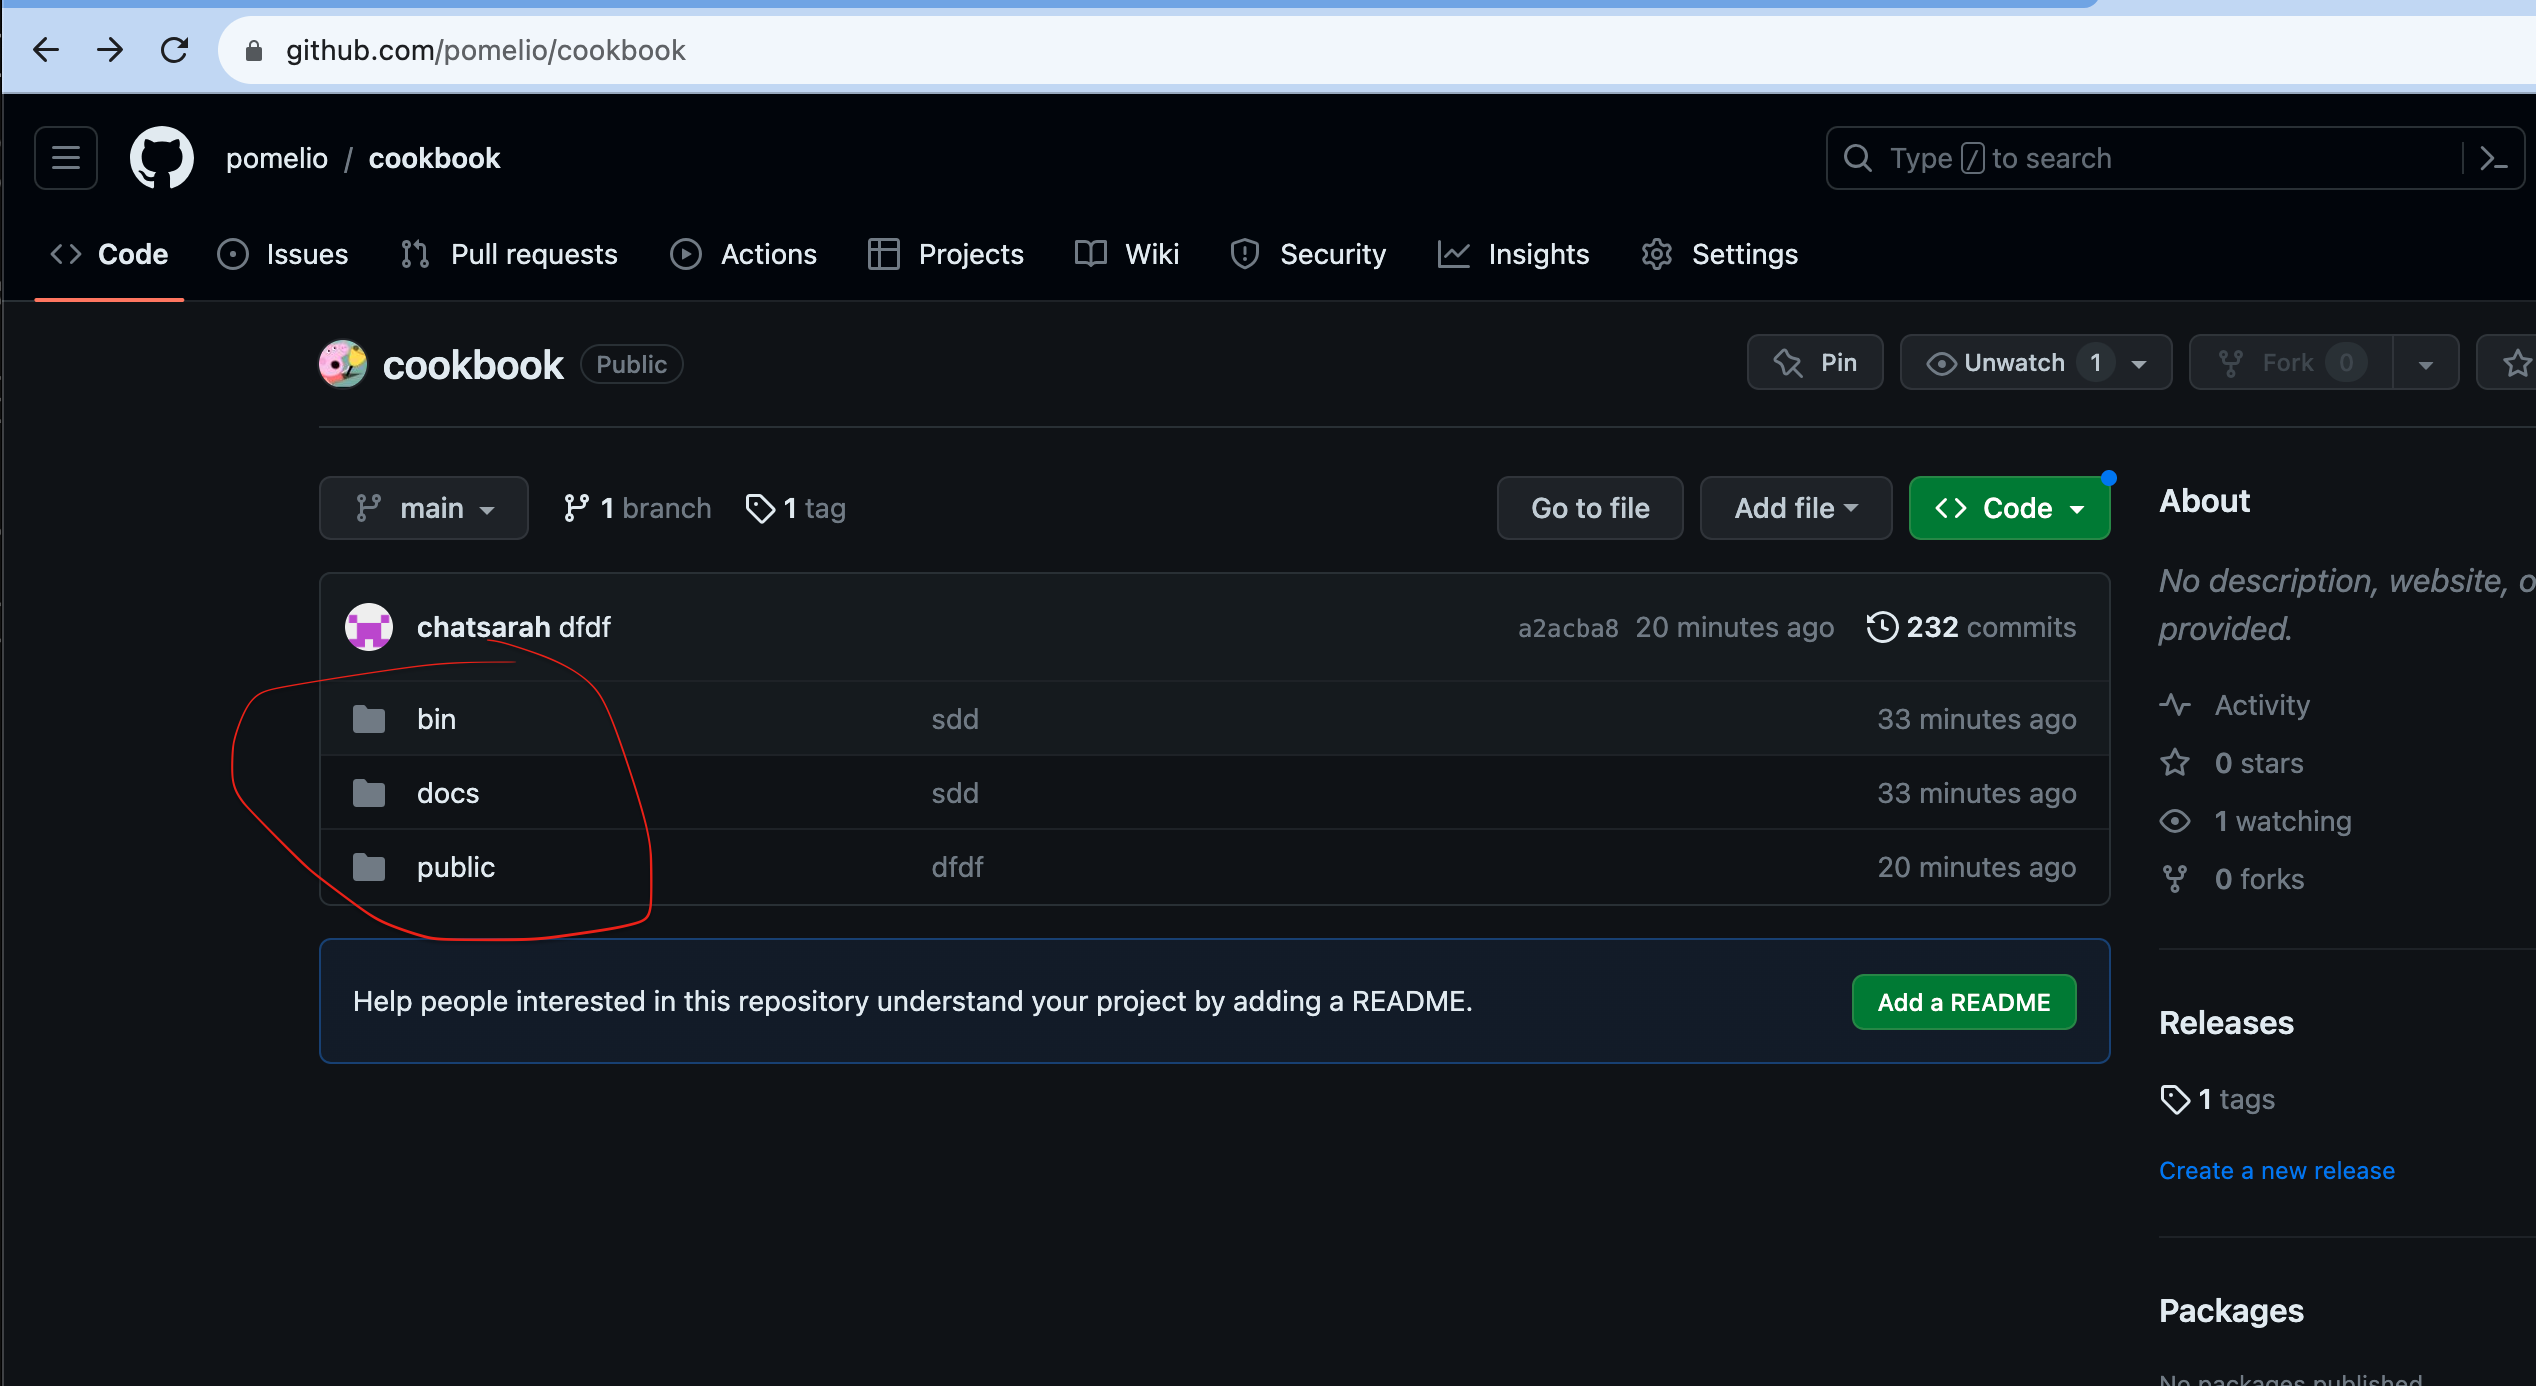 github.com/pomelio/cookbook
pomelio / cookbook
Type / to search
Code Issues Pull requests Actions Projects Wiki Security Insights Settings
cookbook Public
Pin Unwatch 1 Fork 0
main 1 branch 1 tag Go to file Add file Code
chatsarah dfdf a2acba8 20 minutes ago 232 commits
bin sdd 33 minutes ago
docs sdd 33 minutes ago
public dfdf 20 minutes ago
Help people interested in this repository understand your project by adding a README. Add a README
About
No description, website, o
provided.
Activity
0 stars
1 watching
0 forks
Releases
1 tags
Create a new release
Packages
No packages published